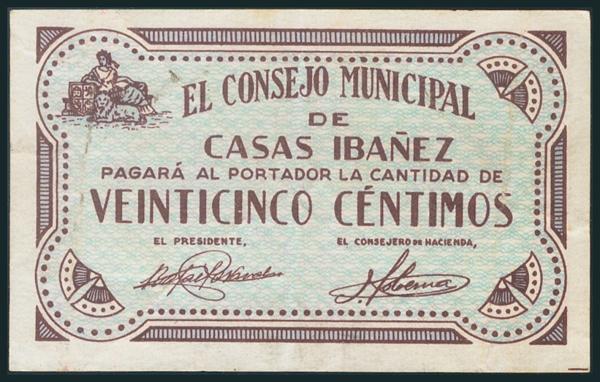 EL CONSEJO MUNICIPAL
DE
CASAS IBAÑEZ
PAGARÁ AL PORTADOR LA CANTIDAD DE
VEINTICINCO CÉNTIMOS
EL PRESIDENTE, EL CONSEJERO DE HACIENDA,